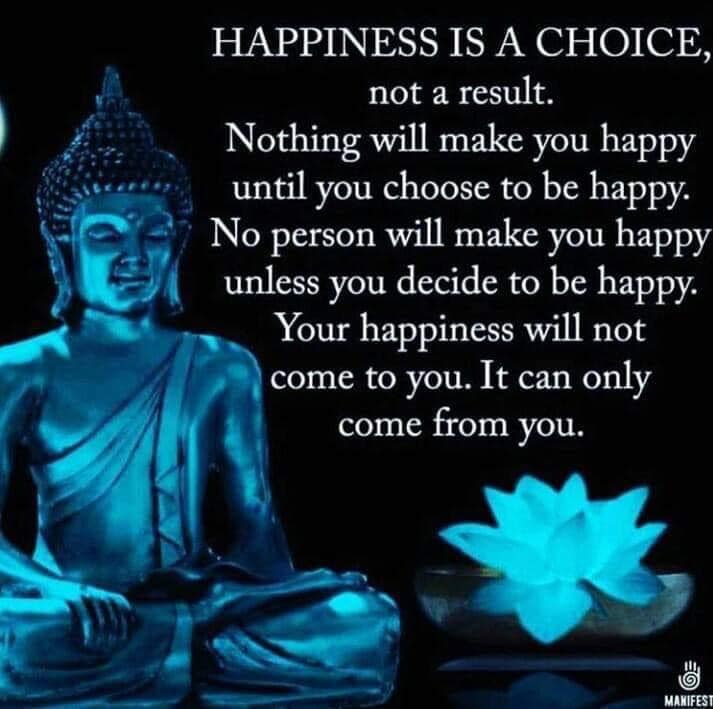 HAPPINESS IS A CHOICE,
not a result.
Nothing will make you happy
until you choose to be happy.
No person will make you happy
unless you decide to be happy.
Your happiness will not
come to you. It can only
come from you.
MANIFEST